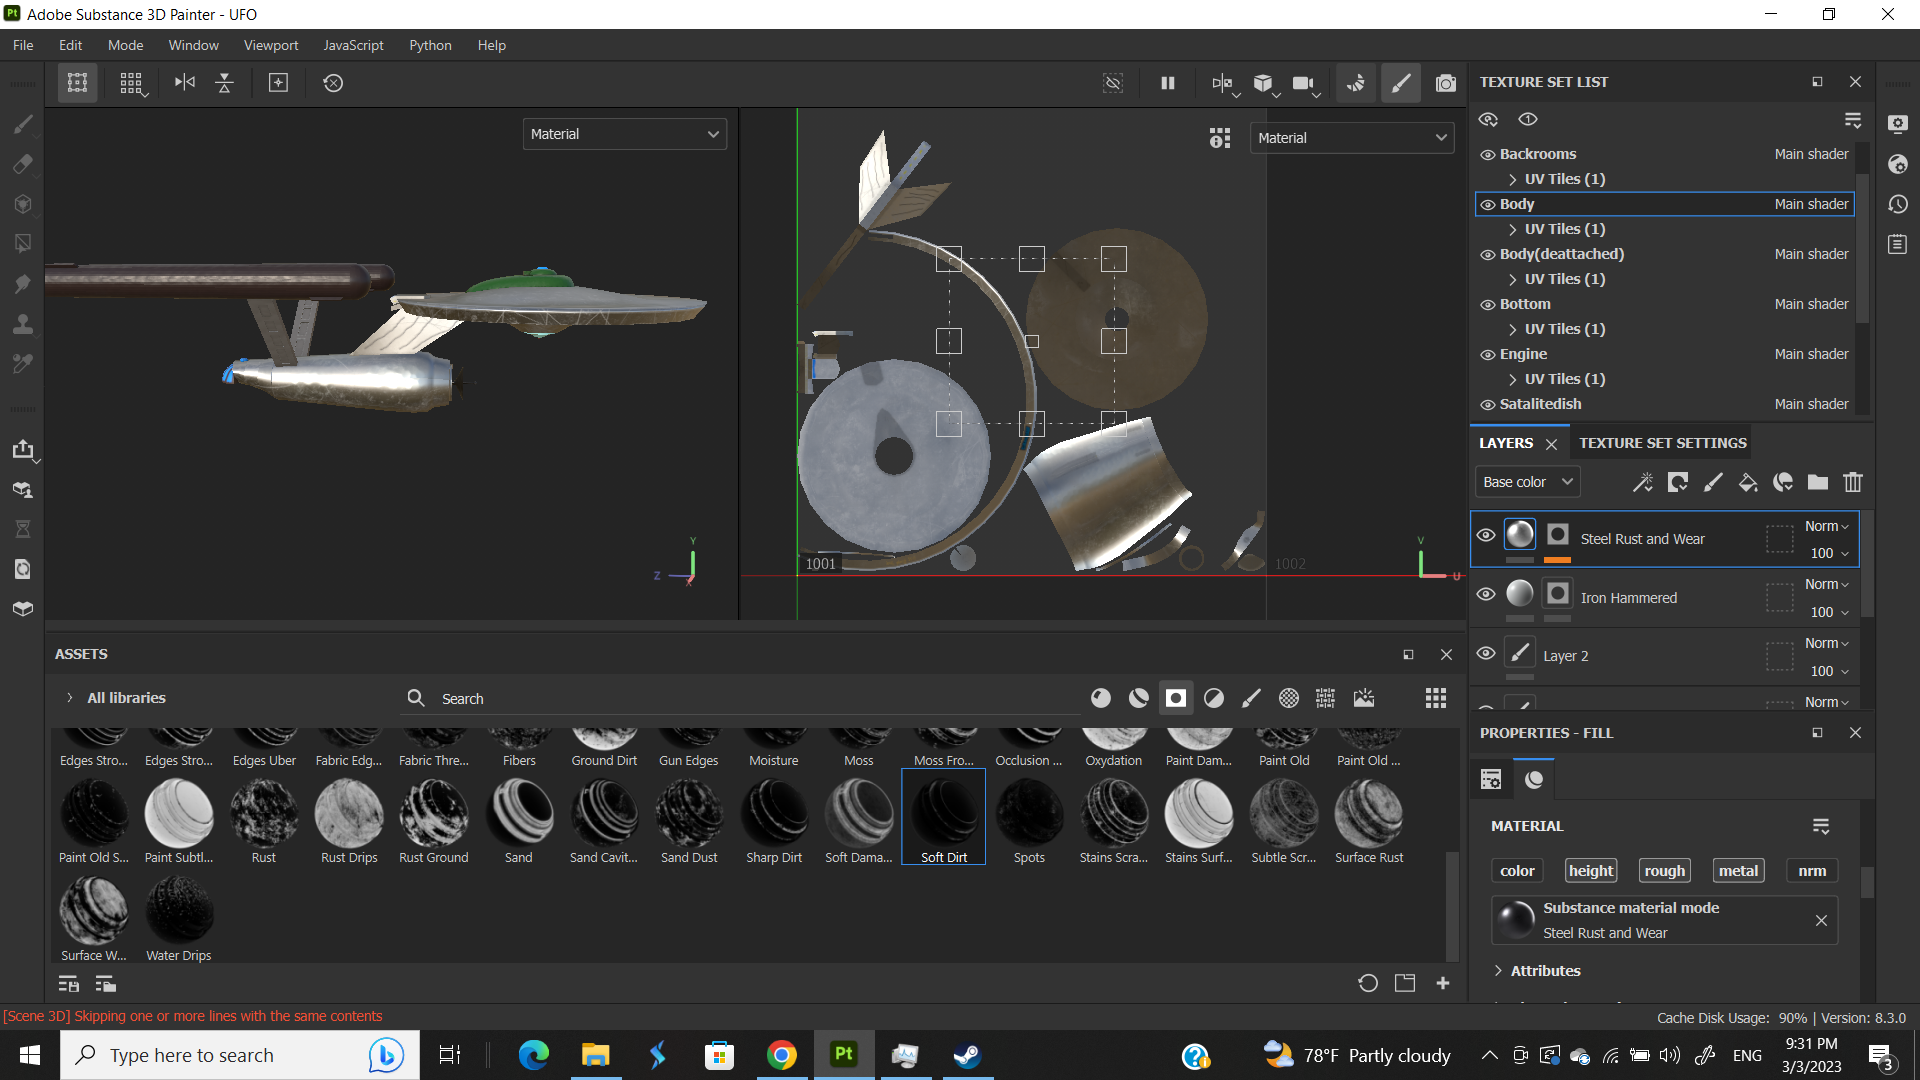 Pt Adobe Substance 3D Painter - UFO
File Edit Mode Window Viewport JavaScript Python Help
Material
Material
1001
1002
Y
Z
X
V
U
TEXTURE SET LIST
Backrooms Main shader
UV Tiles (1)
Body Main shader
UV Tiles (1)
Body(deattached) Main shader
UV Tiles (1)
Bottom Main shader
UV Tiles (1)
Engine Main shader
UV Tiles (1)
Satalitedish Main shader
LAYERS TEXTURE SET SETTINGS
Base color
Steel Rust and Wear Norm 100
Iron Hammered Norm 100
Layer 2 Norm 100
Norm
ASSETS
All libraries Search
Edges Stro... Edges Stro... Edges Uber Fabric Edg... Fabric Thre... Fibers Ground Dirt Gun Edges Moisture Moss Moss Fro... Occlusion ... Oxydation Paint Dam... Paint Old Paint Old ...
Paint Old S... Paint Subtl... Rust Rust Drips Rust Ground Sand Sand Cavit... Sand Dust Sharp Dirt Soft Dama... Soft Dirt Spots Stains Scra... Stains Surf... Subtle Scr... Surface Rust
Surface W... Water Drips
PROPERTIES - FILL
MATERIAL
color height rough metal nrm
Substance material mode
Steel Rust and Wear
Attributes
[Scene 3D] Skipping one or more lines with the same contents
Cache Disk Usage: 90% | Version: 8.3.0
Type here to search
Pt
78°F Partly cloudy
ENG
9:31 PM
3/3/2023
3